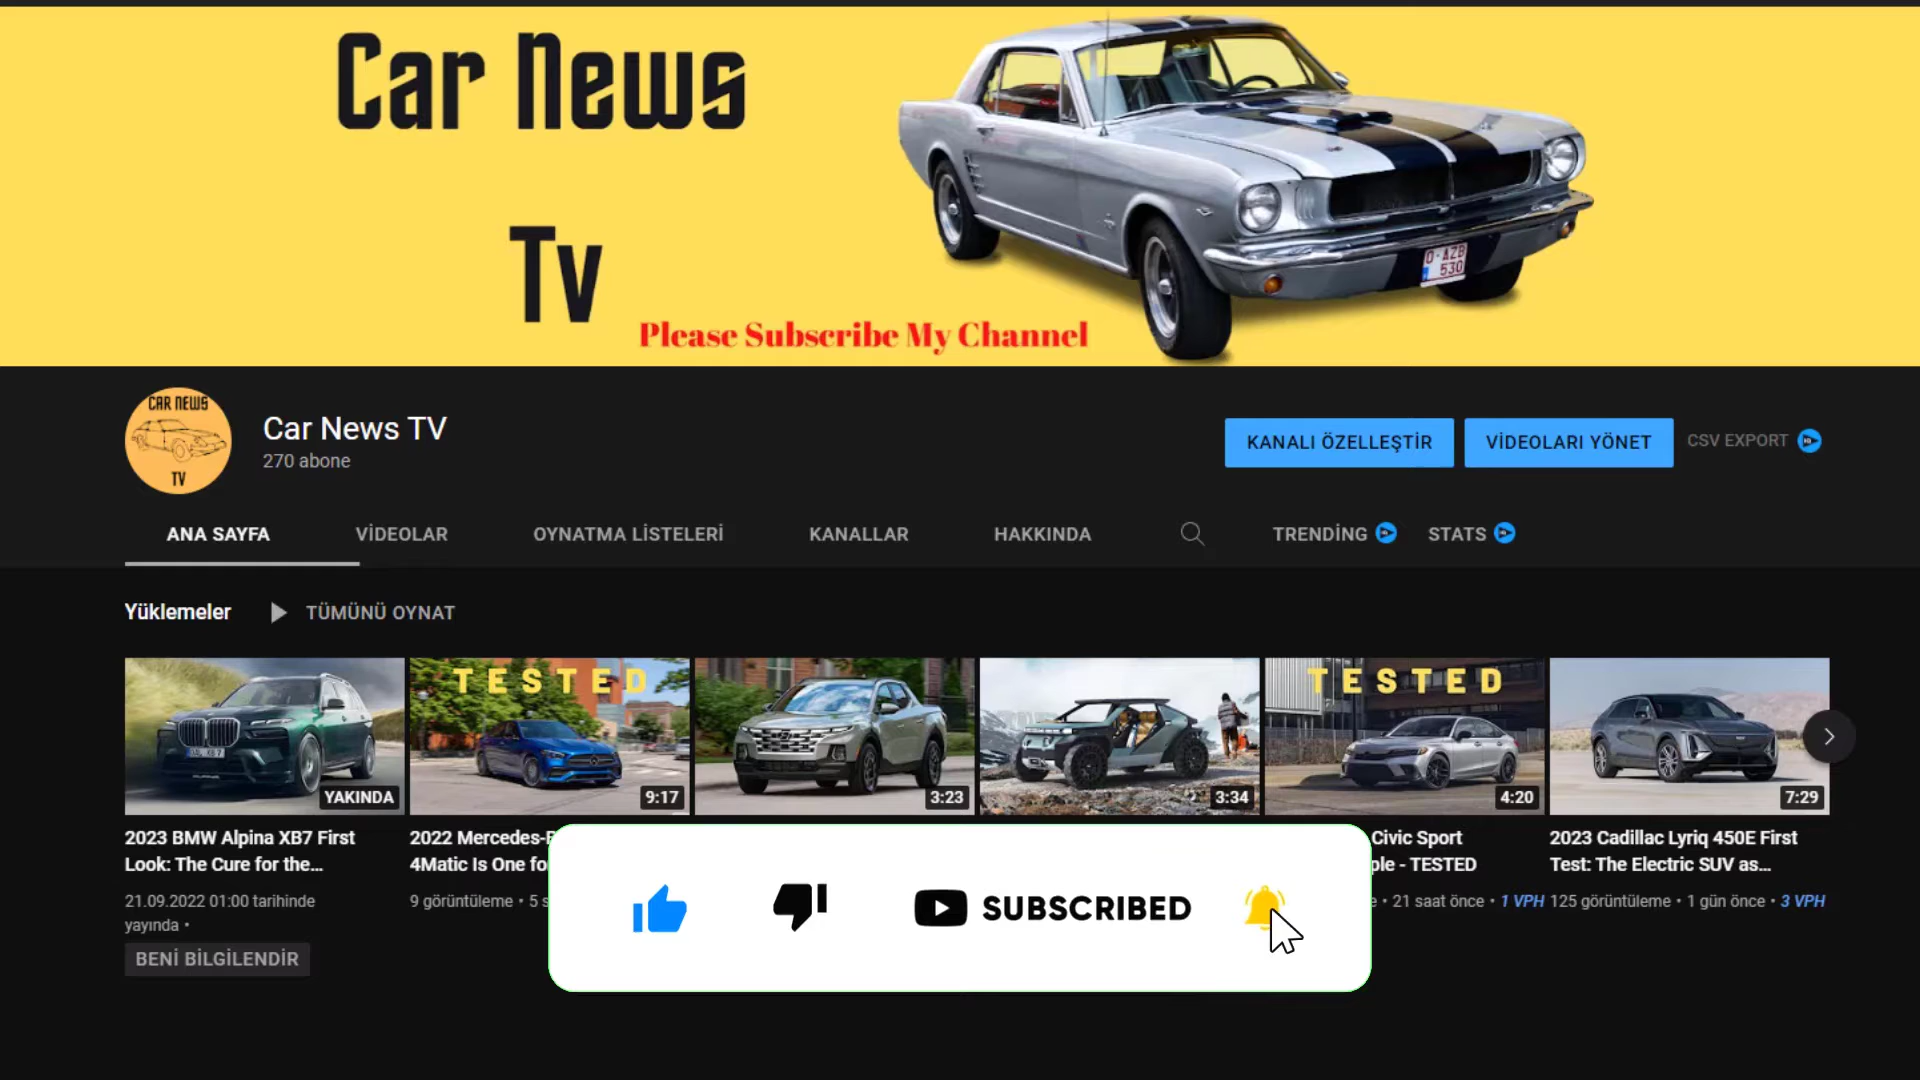 Car News
Tv
Please Subscribe My Channel
O-AZB
530
CAR NEWS
TV
Car News TV
270 abone
KANALI ÖZELLEŞTİR
VİDEOLARI YÖNET
CSV EXPORT
ANA SAYFA
VİDEOLAR
OYNATMA LİSTELERİ
KANALLAR
HAKKINDA
TRENDİNG
STATS
Yüklemeler
TÜMÜNÜ OYNAT
YAKINDA
TESTED
9:17
3:23
3:34
TESTED
4:20
7:29
2023 BMW Alpina XB7 First
Look: The Cure for the...
21.09.2022 01:00 tarihinde
yayında •
BENİ BİLGİLENDİR
2022 Mercedes-
4Matic Is One fo
9 görüntüleme • 5 s
Civic Sport
ple - TESTED
e • 21 saat önce • 1 VPH
2023 Cadillac Lyriq 450E First
Test: The Electric SUV as...
125 görüntüleme • 1 gün önce • 3 VPH
SUBSCRIBED